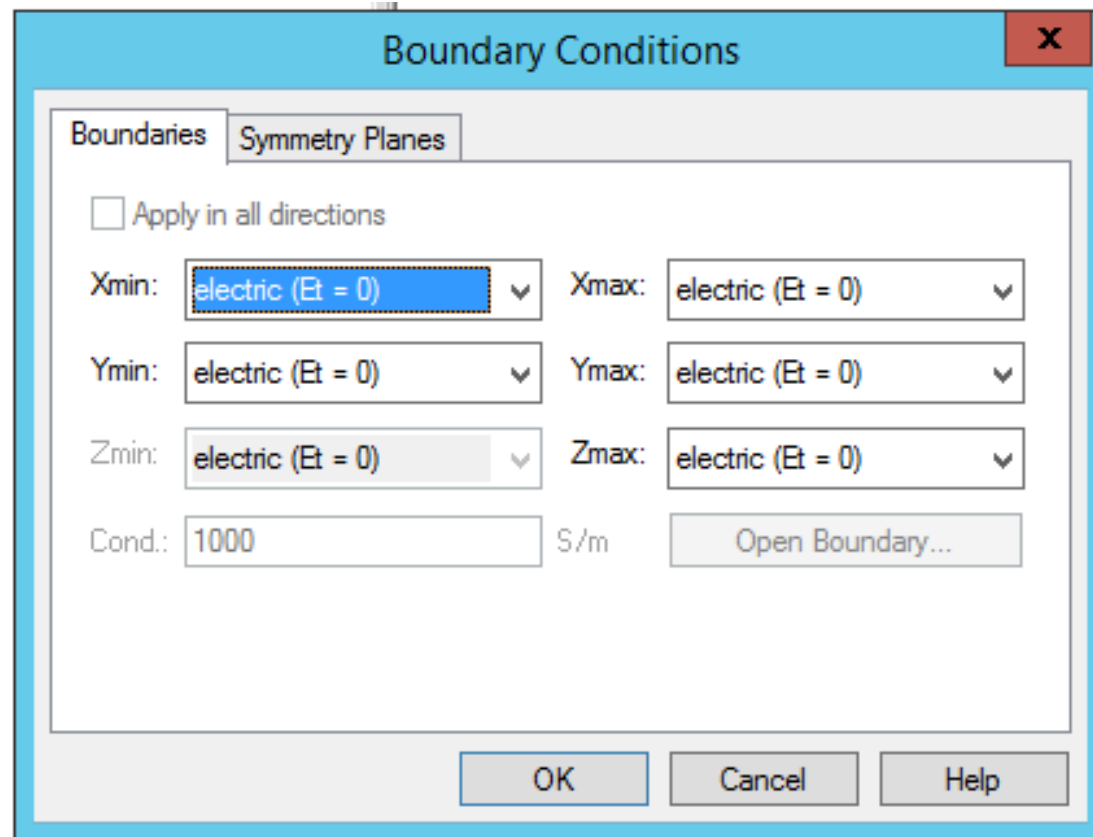 Boundary Conditions
x
Boundaries Symmetry Planes
Apply in all directions
Xmin: electric (Et = 0) Xmax: electric (Et = 0)
Ymin: electric (Et = 0) Ymax: electric (Et = 0)
Zmin: electric (Et = 0) Zmax: electric (Et = 0)
Cond.: 1000 S/m Open Boundary...
OK Cancel Help